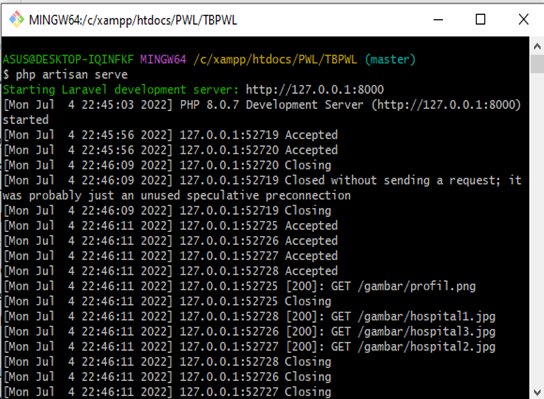 MINGW64:/c/xampp/htdocs/PWL/TBPWL
ASUS@DESKTOP-IQINFKF MINGW64 /c/xampp/htdocs/PWL/TBPWL (master)
$ php artisan serve
Starting Laravel development server: http://127.0.0.1:8000
[Mon Jul  4 22:45:03 2022] PHP 8.0.7 Development Server (http://127.0.0.1:8000)
started
[Mon Jul  4 22:45:56 2022] 127.0.0.1:52719 Accepted
[Mon Jul  4 22:45:56 2022] 127.0.0.1:52720 Accepted
[Mon Jul  4 22:46:09 2022] 127.0.0.1:52720 Closing
[Mon Jul  4 22:46:09 2022] 127.0.0.1:52719 Closed without sending a request; it
was probably just an unused speculative preconnection
[Mon Jul  4 22:46:09 2022] 127.0.0.1:52719 Closing
[Mon Jul  4 22:46:11 2022] 127.0.0.1:52725 Accepted
[Mon Jul  4 22:46:11 2022] 127.0.0.1:52726 Accepted
[Mon Jul  4 22:46:11 2022] 127.0.0.1:52727 Accepted
[Mon Jul  4 22:46:11 2022] 127.0.0.1:52728 Accepted
[Mon Jul  4 22:46:11 2022] 127.0.0.1:52725 [200]: GET /gambar/profil.png
[Mon Jul  4 22:46:11 2022] 127.0.0.1:52725 Closing
[Mon Jul  4 22:46:11 2022] 127.0.0.1:52728 [200]: GET /gambar/hospital1.jpg
[Mon Jul  4 22:46:11 2022] 127.0.0.1:52726 [200]: GET /gambar/hospital3.jpg
[Mon Jul  4 22:46:11 2022] 127.0.0.1:52727 [200]: GET /gambar/hospital2.jpg
[Mon Jul  4 22:46:11 2022] 127.0.0.1:52728 Closing
[Mon Jul  4 22:46:11 2022] 127.0.0.1:52726 Closing
[Mon Jul  4 22:46:11 2022] 127.0.0.1:52727 Closing